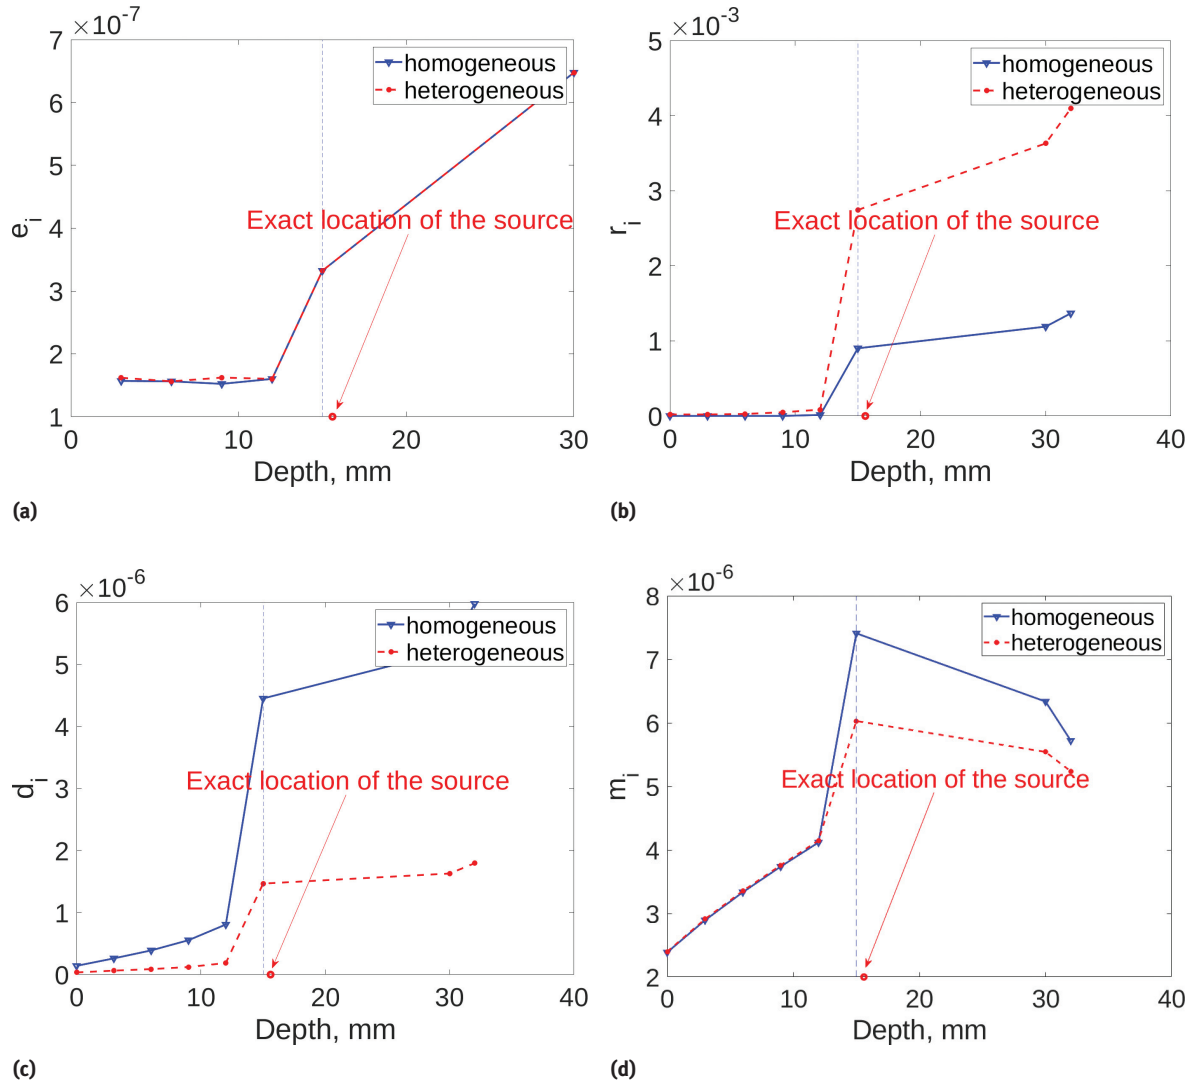 ×10-7
7
6
5
4
3
2
1
0
10
20
30
ei
Depth, mm
homogeneous
heterogeneous
Exact location of the source
(a)
×10-3
5
4
3
2
1
0
0
10
20
30
40
ri
Depth, mm
homogeneous
heterogeneous
Exact location of the source
(b)
×10-6
6
5
4
3
2
1
0
0
10
20
30
40
di
Depth, mm
homogeneous
heterogeneous
Exact location of the source
(c)
×10-6
8
7
6
5
4
3
2
0
10
20
30
40
mi
Depth, mm
homogeneous
heterogeneous
Exact location of the source
(d)